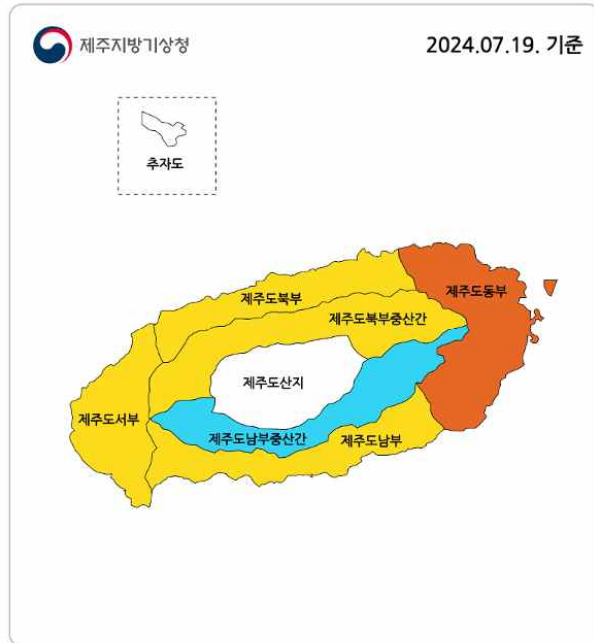 제주지방기상청
2024.07.19. 기준
추자도
제주도동부
제주도북부
제주도북부중산간
제주도산지
제주도서부
제주도남부중산간
제주도남부